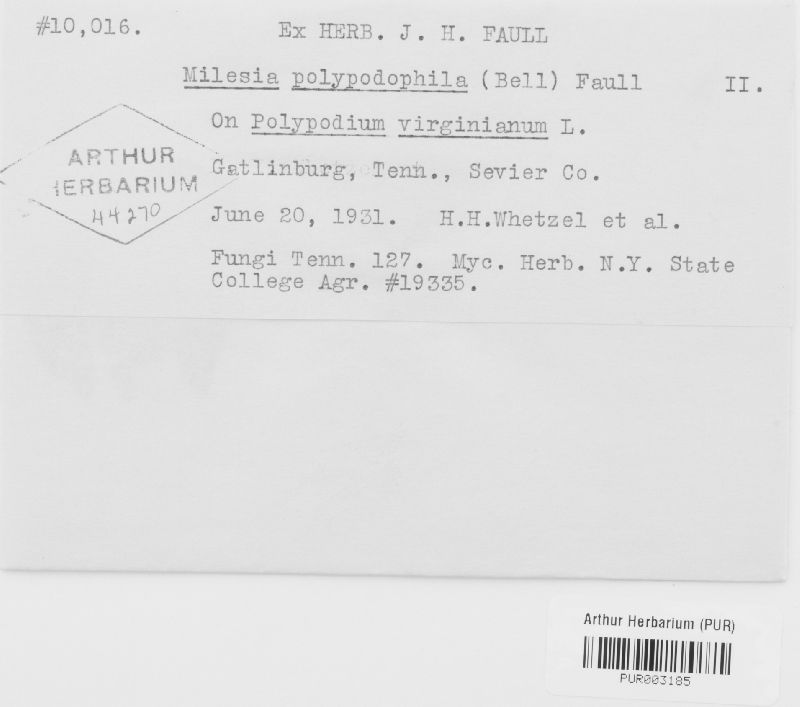 #10,016.
Ex HERB. J. H. FAULL
Milesia polypodophila (Bell) Faull II.
On Polypodium virginianum L.
ARTHUR
HERBARIUM
44270
Gatlinburg, Tenn., Sevier Co.
June 20, 1931. H.H.Whetzel et al.
Fungi Tenn. 127. Myc. Herb. N.Y. State
College Agr. #19335.
Arthur Herbarium (PUR)
PUR003185